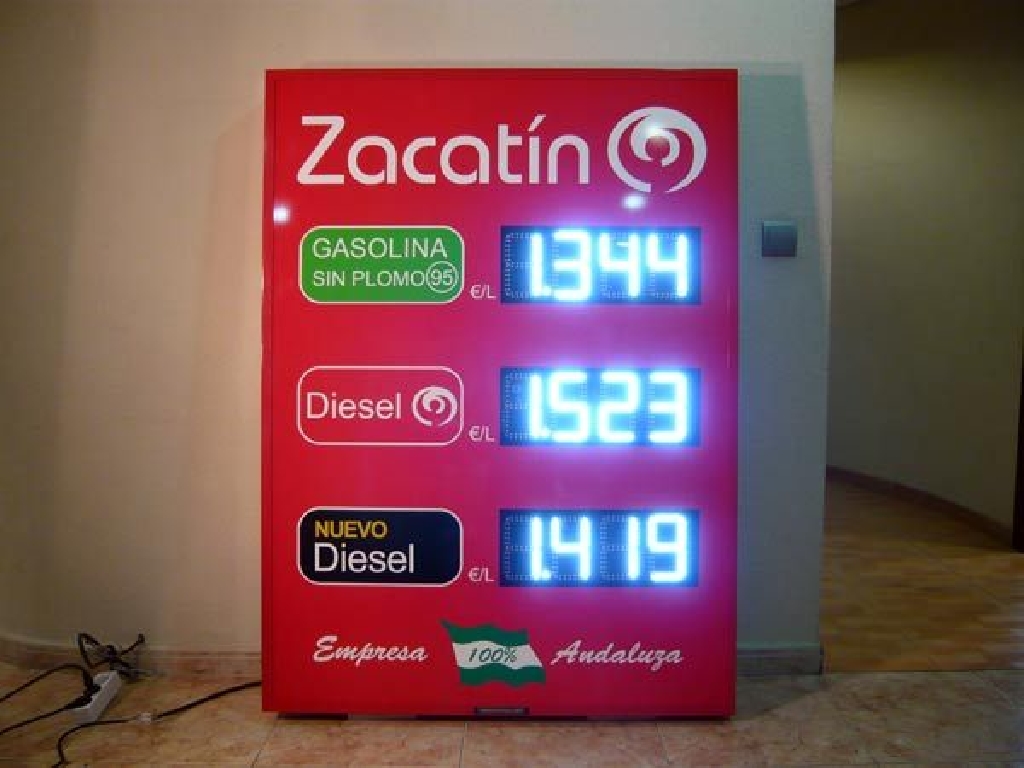 Zacatín
GASOLINA
SIN PLOMO 95
€/L 1.344
Diesel
€/L 1.523
NUEVO
Diesel
€/L 1.419
Empresa 100% Andaluza